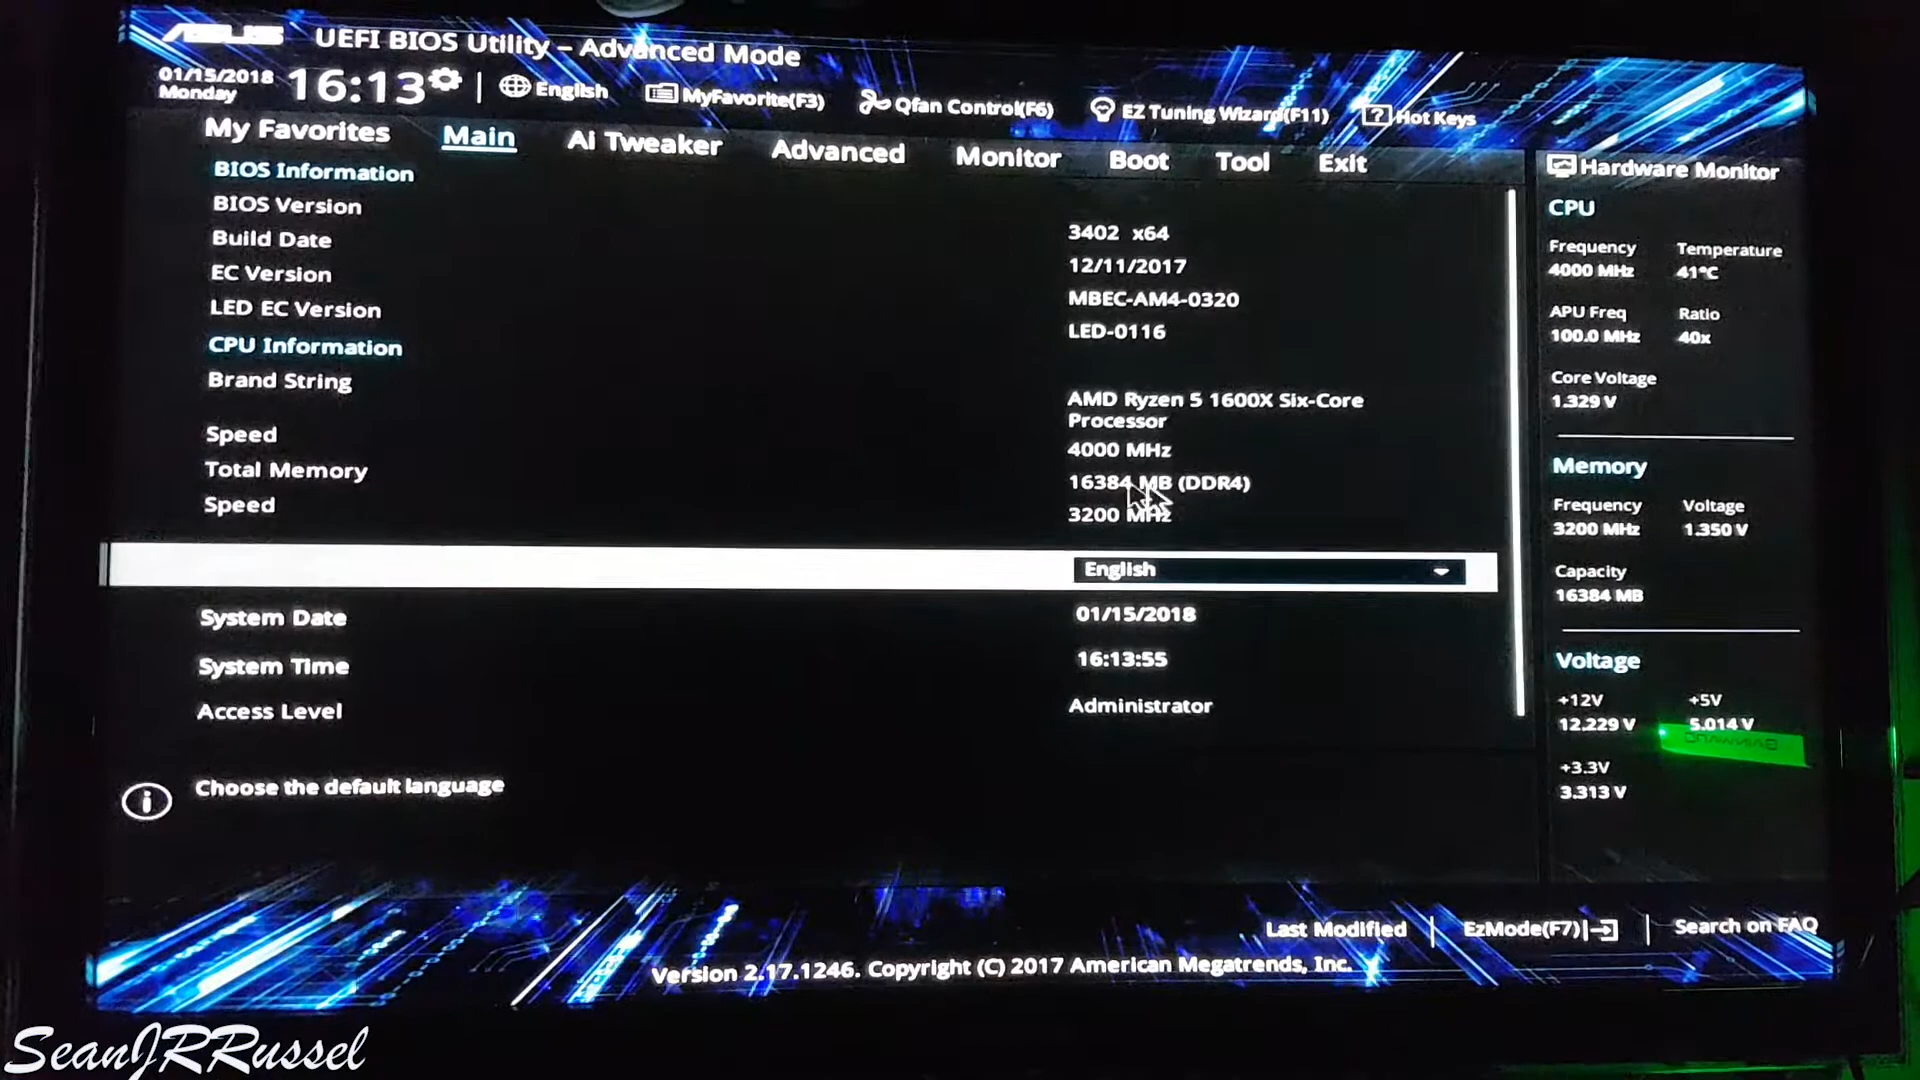 ASUS UEFI BIOS Utility – Advanced Mode
01/15/2018
Monday
16:13
English
MyFavorite(F3)
Qfan Control(F6)
EZ Tuning Wizard(F11)
? Hot Keys
My Favorites Main Ai Tweaker Advanced Monitor Boot Tool Exit
BIOS Information
BIOS Version 3402 x64
Build Date 12/11/2017
EC Version MBEC-AM4-0320
LED EC Version LED-0116
CPU Information
Brand String AMD Ryzen 5 1600X Six-Core
Processor
Speed 4000 MHz
Total Memory 16384 MB (DDR4)
Speed 3200 MHz
English
System Date 01/15/2018
System Time 16:13:55
Access Level Administrator
i Choose the default language
Hardware Monitor
CPU
Frequency Temperature
4000 MHz 41°C
APU Freq Ratio
100.0 MHz 40x
Core Voltage
1.329 V
Memory
Frequency Voltage
3200 MHz 1.350 V
Capacity
16384 MB
Voltage
+12V +5V
12.229 V 5.014 V
+3.3V
3.313 V
Last Modified
EzMode(F7)
Search on FAQ
Version 2.17.1246. Copyright (C) 2017 American Megatrends, Inc.
SeanJRRussel